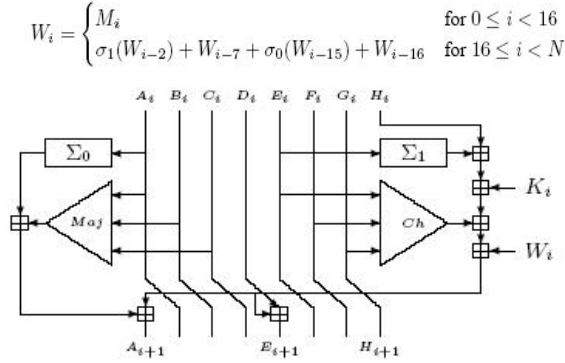 W_i = { M_i for 0 ≤ i < 16
σ_1(W_{i−2}) + W_{i−7} + σ_0(W_{i−15}) + W_{i−16} for 16 ≤ i < N
A_i B_i C_i D_i E_i F_i G_i H_i
Σ_0 Σ_1
K_i
Maj Ch
W_i
A_{i+1} E_{i+1} H_{i+1}